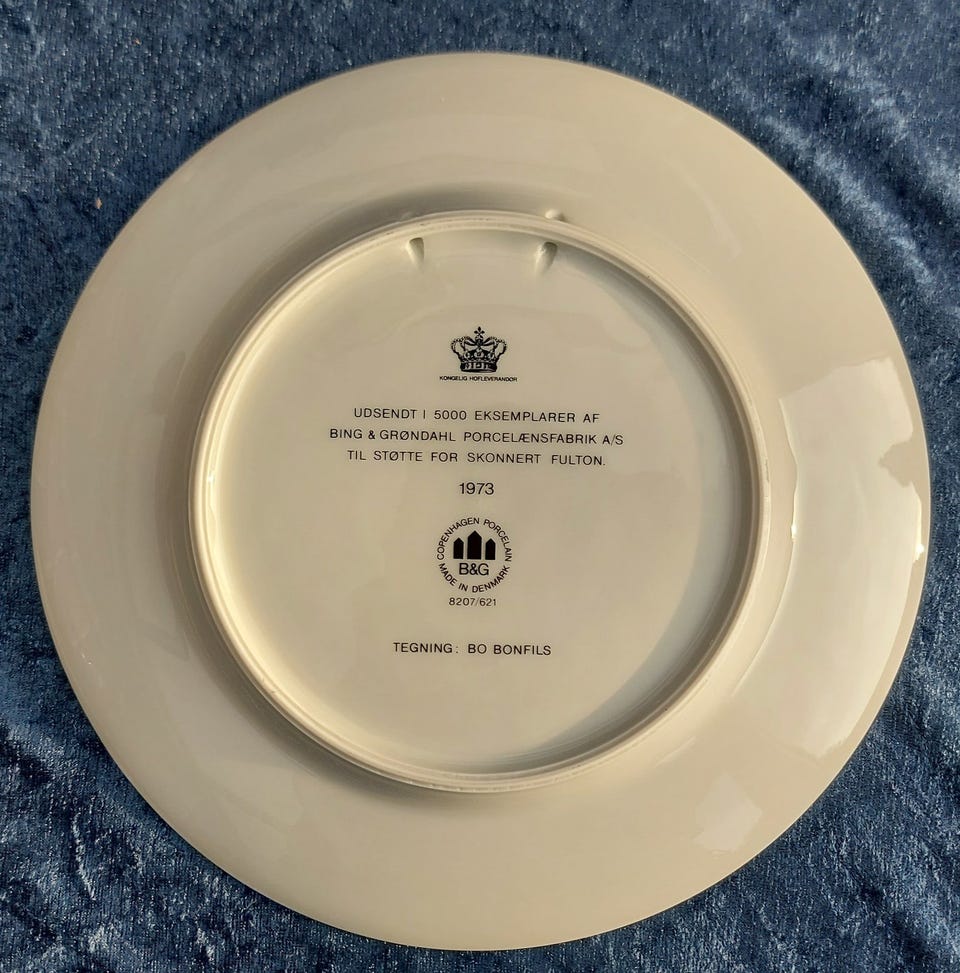 KONGELIG HOFLEVERANDØR
UDSENDT I 5000 EKSEMPLARER AF
BING & GRØNDAHL PORCELÆNSFABRIK A/S
TIL STØTTE FOR SKONNERT FULTON.
1973
COPENHAGEN PORCELAIN
B&G
MADE IN DENMARK
8207/621
TEGNING: BO BONFILS